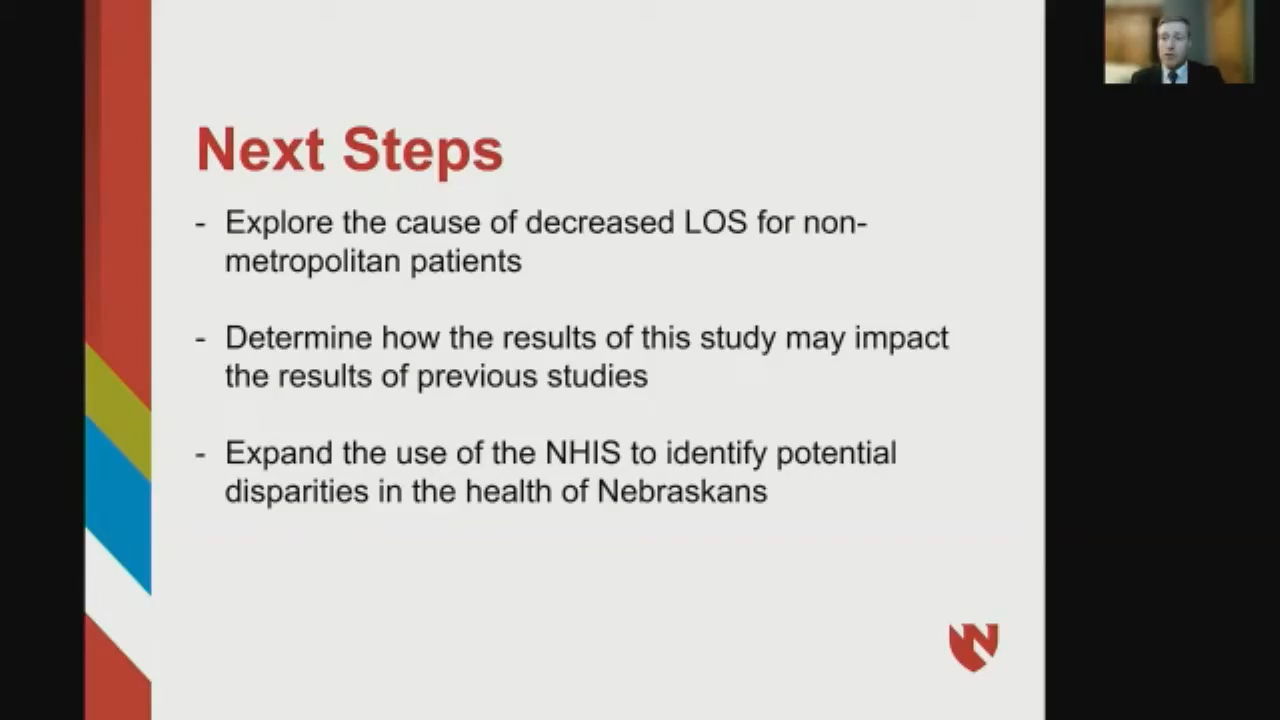 Next Steps
- Explore the cause of decreased LOS for non-
metropolitan patients
- Determine how the results of this study may impact
the results of previous studies
- Expand the use of the NHIS to identify potential
disparities in the health of Nebraskans